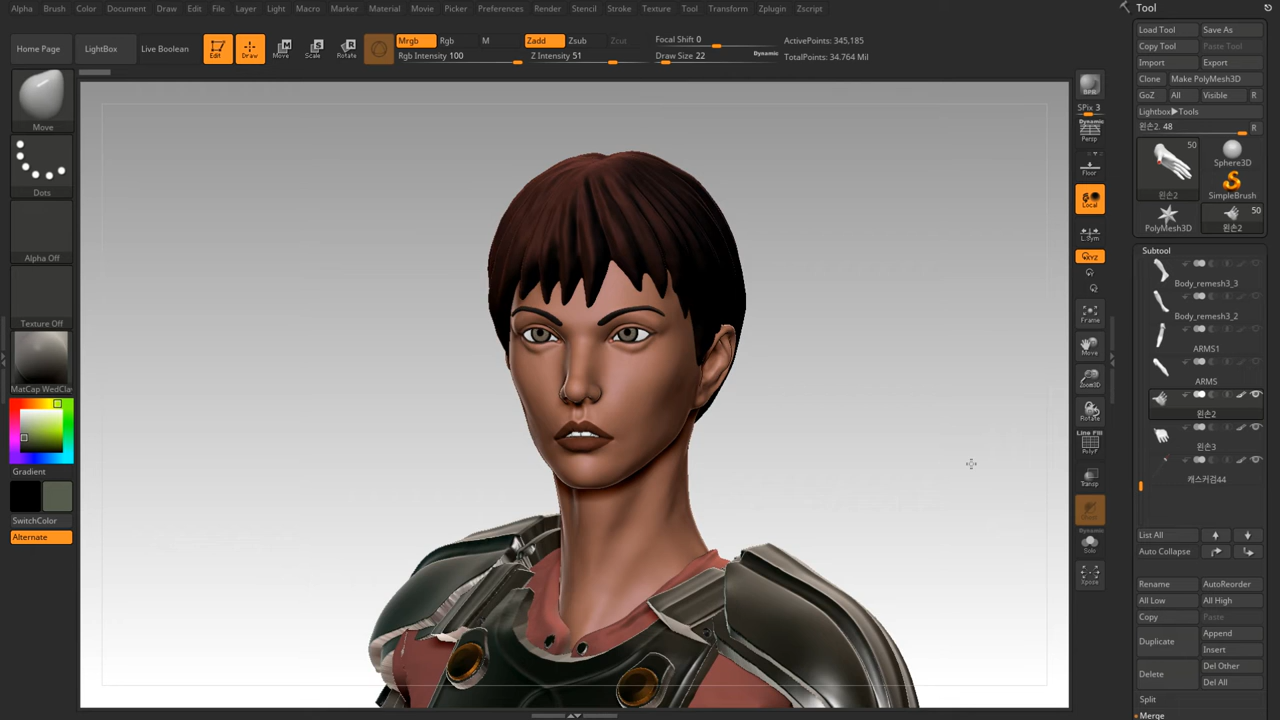 Alpha Brush Color Document Draw Edit File Layer Light Macro Marker Material Movie Picker Preferences Render Stencil Stroke Texture Tool Transform Zplugin Zscript
Tool
Home Page
LightBox
Live Boolean
Edit
Draw
Move
Scale
Rotate
Mrgb Rgb M
Rgb Intensity 100
Zadd Zsub Zcut
Z Intensity 51
Focal Shift 0
Draw Size 22
Dynamic
ActivePoints: 345,185
TotalPoints: 34.764 Mil
Load Tool
Save As
Copy Tool
Paste Tool
Import
Export
Clone
Make PolyMesh3D
GoZ
All
Visible
R
Lightbox▶Tools
왼손2. 48
R
50
왼손2
Sphere3D
SimpleBrush
PolyMesh3D
50
왼손2
Move
Dots
Alpha Off
Texture Off
MatCap WedClay
Gradient
SwitchColor
Alternate
BPR
SPix 3
Dynamic
Persp
Floor
Local
L.Sym
Frame
Move
Zoom3D
Rotate
Line Fill
PolyF
Transp
Dynamic
Solo
Xpose
Subtool
Body_remesh3_3
Body_remesh3_2
ARMS1
ARMS
왼손2
왼손3
캐스커검44
List All
Auto Collapse
Rename
AutoReorder
All Low
All High
Copy
Paste
Duplicate
Append
Insert
Delete
Del Other
Del All
Split
Merge